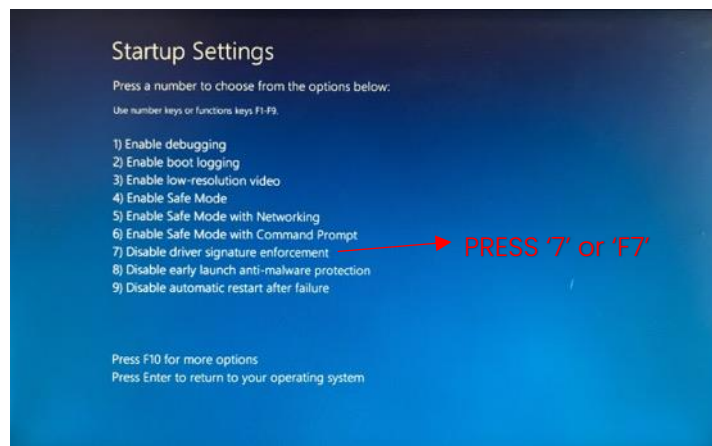 Startup Settings
Press a number to choose from the options below:
Use number keys or functions keys F1-F9.
1) Enable debugging
2) Enable boot logging
3) Enable low-resolution video
4) Enable Safe Mode
5) Enable Safe Mode with Networking
6) Enable Safe Mode with Command Prompt
7) Disable driver signature enforcement
PRESS '7' or 'F7'
8) Disable early launch anti-malware protection
9) Disable automatic restart after failure
Press F10 for more options
Press Enter to return to your operating system